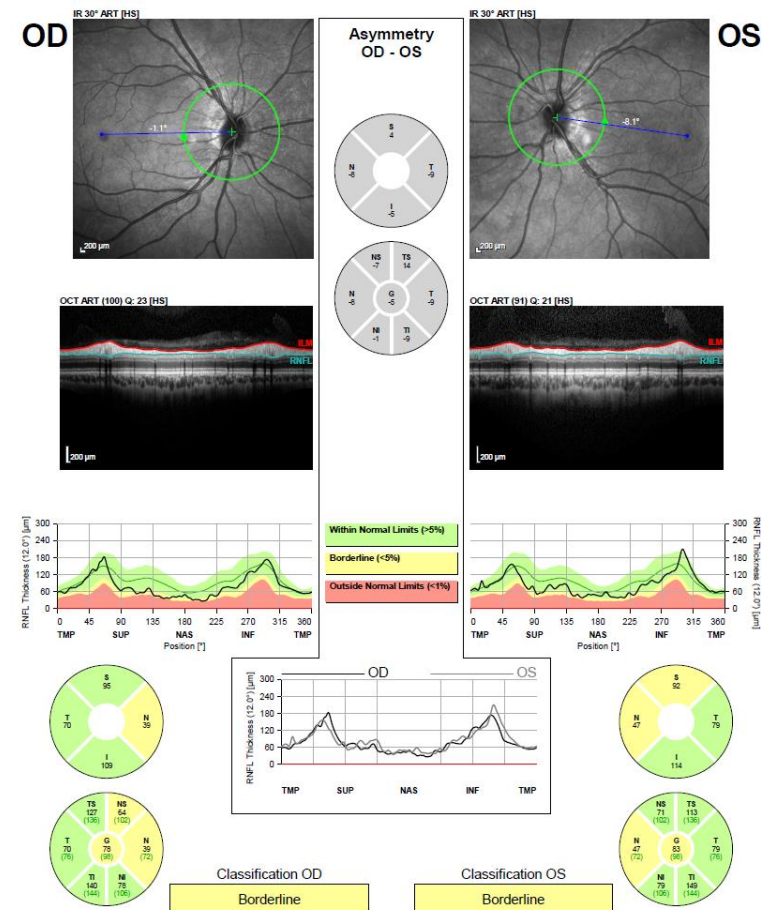 OD
IR 30° ART [HS]
-1.1°
200 µm
Asymmetry
OD - OS
IR 30° ART [HS]
OS
-8.1°
200 µm
S
4
N
-8
T
-9
I
-5
NS
-7
TS
14
N
-8
G
-5
T
-9
NI
-1
TI
-9
OCT ART (100) Q: 23 [HS]
ILM
RNFL
200 µm
OCT ART (91) Q: 21 [HS]
ILM
RNFL
200 µm
RNFL Thickness (12.0°) [µm]
300
240
180
120
60
0
0 45 90 135 180 225 270 315 360
TMP SUP NAS INF TMP
Position [°]
Within Normal Limits (>5%)
Borderline (<5%)
Outside Normal Limits (<1%)
300
240
180
120
60
0
RNFL Thickness (12.0°) [µm]
0 45 90 135 180 225 270 315 360
TMP SUP NAS INF TMP
Position [°]
S
95
T
70
N
39
I
109
OD
OS
RNFL Thickness (12.0°) [µm]
300
240
180
120
60
0
TMP SUP NAS INF TMP
S
92
N
47
T
79
I
114
TS
127
(136)
NS
64
(102)
T
70
(76)
G
78
(98)
N
39
(72)
TI
140
(144)
NI
78
(106)
Classification OD
Borderline
Classification OS
Borderline
NS
71
(102)
TS
113
(136)
N
47
(72)
G
83
(98)
T
79
(76)
NI
79
(106)
TI
149
(144)